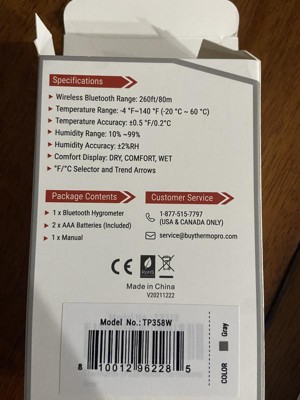 Specifications
Wireless Bluetooth Range: 260ft/80m
Temperature Range: -4 °F~140 °F (-20 °C ~ 60 °C)
Temperature Accuracy: ±0.5 °F/0.2°C
Humidity Range: 10% ~99%
Humidity Accuracy: ±2%RH
Comfort Display: DRY, COMFORT, WET
°F/°C Selector and Trend Arrows
Package Contents
1 x Bluetooth Hygrometer
2 x AAA Batteries (Included)
1 x Manual
Customer Service
1-877-515-7797
(USA & CANADA ONLY)
service@buythermopro.com
CE RoHS
Made in China
V20211222
Model No.: TP358W
8 10012 96228 5
COLOR Gray